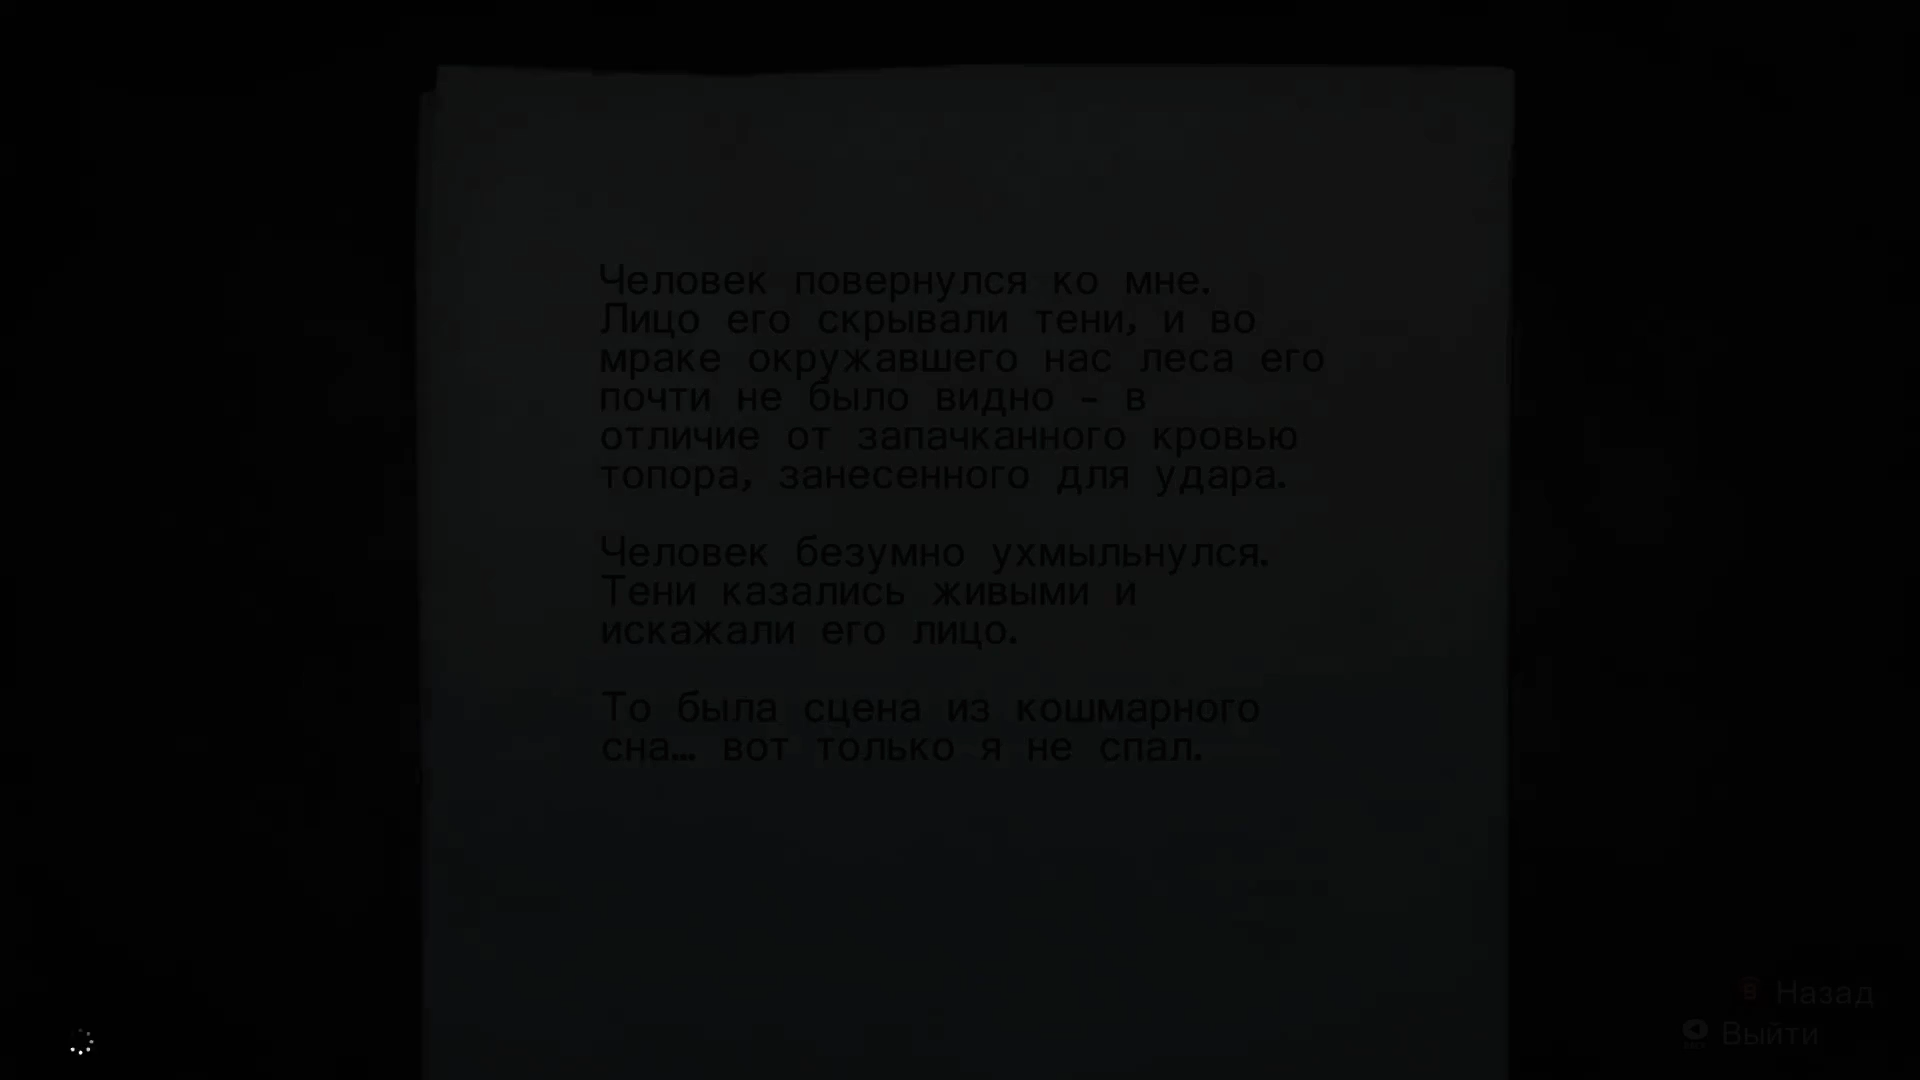 Человек повернулся ко мне.
Лицо его скрывали тени, и во
мраке окружавшего нас леса его
почти не было видно – в
отличие от запачканного кровью
топора, занесенного для удара.
Человек безумно ухмыльнулся.
Тени казались живыми и
искажали его лицо.
То была сцена из кошмарного
сна… вот только я не спал.
B Назад
Выйти